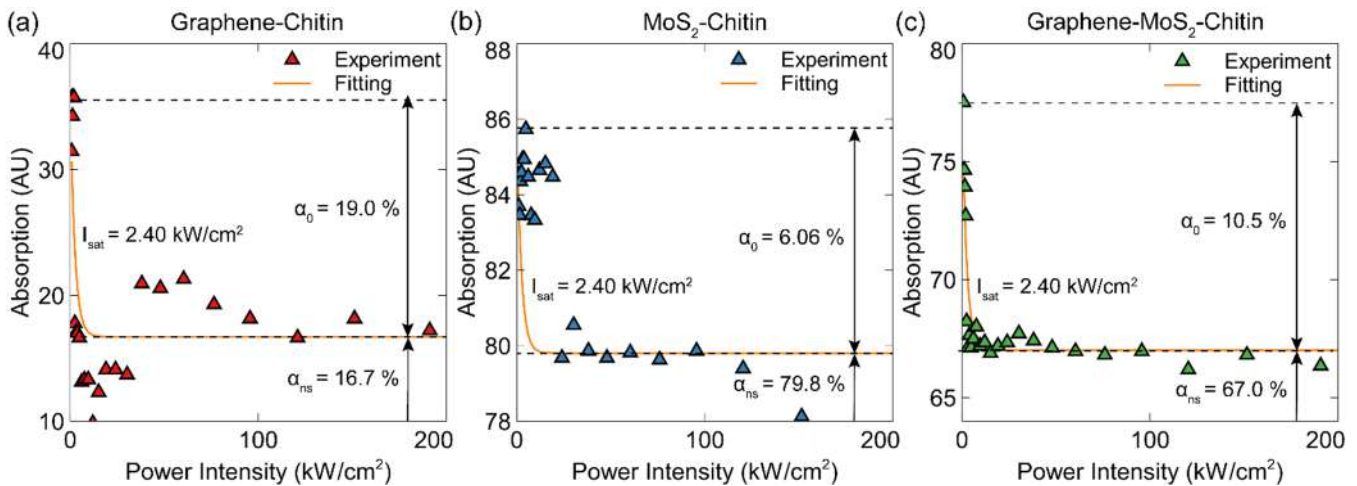 (a) Graphene-Chitin
40
30
20
10
0 100 200
Absorption (AU)
Power Intensity (kW/cm²)
Experiment
Fitting
α₀ = 19.0 %
I_sat = 2.40 kW/cm²
α_ns = 16.7 %
(b) MoS₂-Chitin
88
86
84
82
80
78
0 100 200
Absorption (AU)
Power Intensity (kW/cm²)
Experiment
Fitting
α₀ = 6.06 %
I_sat = 2.40 kW/cm²
α_ns = 79.8 %
(c) Graphene-MoS₂-Chitin
80
75
70
65
0 100 200
Absorption (AU)
Power Intensity (kW/cm²)
Experiment
Fitting
α₀ = 10.5 %
I_sat = 2.40 kW/cm²
α_ns = 67.0 %